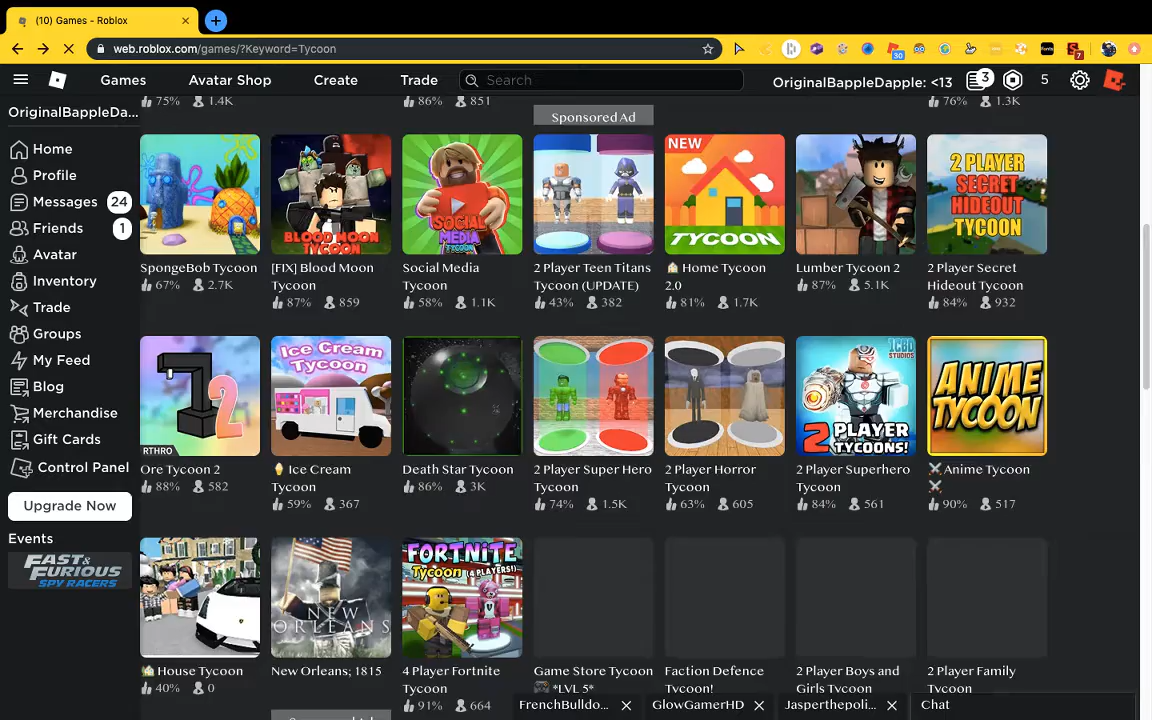 (10) Games - Roblox
web.roblox.com/games/?Keyword=Tycoon
30
7
Games
Avatar Shop
Create
Trade
Search
OriginalBappleDapple: <13
3
5
OriginalBappleDa...
Home
Profile
Messages 24
Friends 1
Avatar
Inventory
Trade
Groups
My Feed
Blog
Merchandise
Gift Cards
Control Panel
Upgrade Now
Events
FAST & FURIOUS
SPY RACERS
75% 1.4K
86% 851
76% 1.3K
Sponsored Ad
BLOOD MOON TYCOON
SOCIAL MEDIA TYCOON
NEW
TYCOON
2 PLAYER
SECRET
HIDEOUT
TYCOON
SpongeBob Tycoon
67% 2.7K
[FIX] Blood Moon
Tycoon
87% 859
Social Media
Tycoon
58% 1.1K
2 Player Teen Titans
Tycoon (UPDATE)
43% 382
Home Tycoon
2.0
81% 1.7K
Lumber Tycoon 2
87% 5.1K
2 Player Secret
Hideout Tycoon
84% 932
2
RTHRO
Ice Cream
Tycoon
1CBO
STUDIOS
2 PLAYER
TYCOONS!
ANIME
TYCOON
Ore Tycoon 2
88% 582
Ice Cream
Tycoon
59% 367
Death Star Tycoon
86% 3K
2 Player Super Hero
Tycoon
74% 1.5K
2 Player Horror
Tycoon
63% 605
2 Player Superhero
Tycoon
84% 561
Anime Tycoon
90% 517
NEW
ORLEANS
FORTNITE
Tycoon (4 PLAYERS!)
House Tycoon
40% 0
New Orleans; 1815
4 Player Fortnite
Tycoon
91% 664
Game Store Tycoon
*LVL 5*
Faction Defence
Tycoon!
2 Player Boys and
Girls Tycoon
2 Player Family
Tycoon
FrenchBulldo...
GlowGamerHD
Jasperthepoli...
Chat